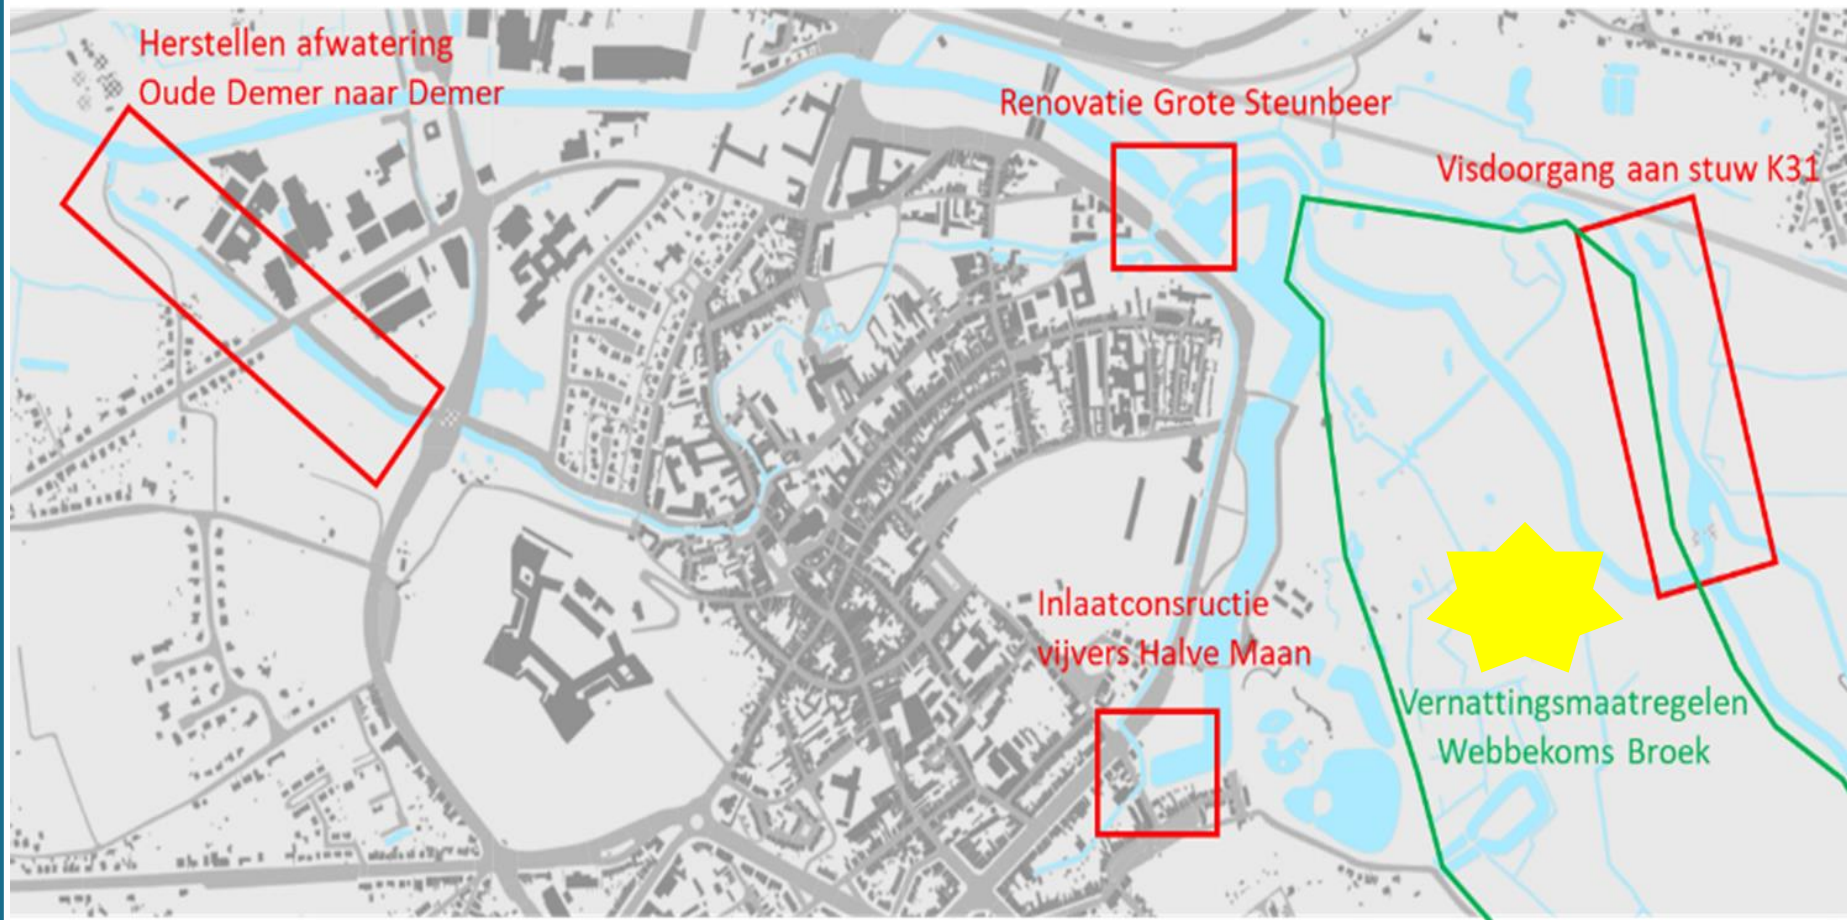 Herstellen afwatering
Oude Demer naar Demer
Renovatie Grote Steunbeer
Visdoorgang aan stuw K31
Inlaatconsructie
vijvers Halve Maan
Vernattingsmaatregelen
Webbekoms Broek